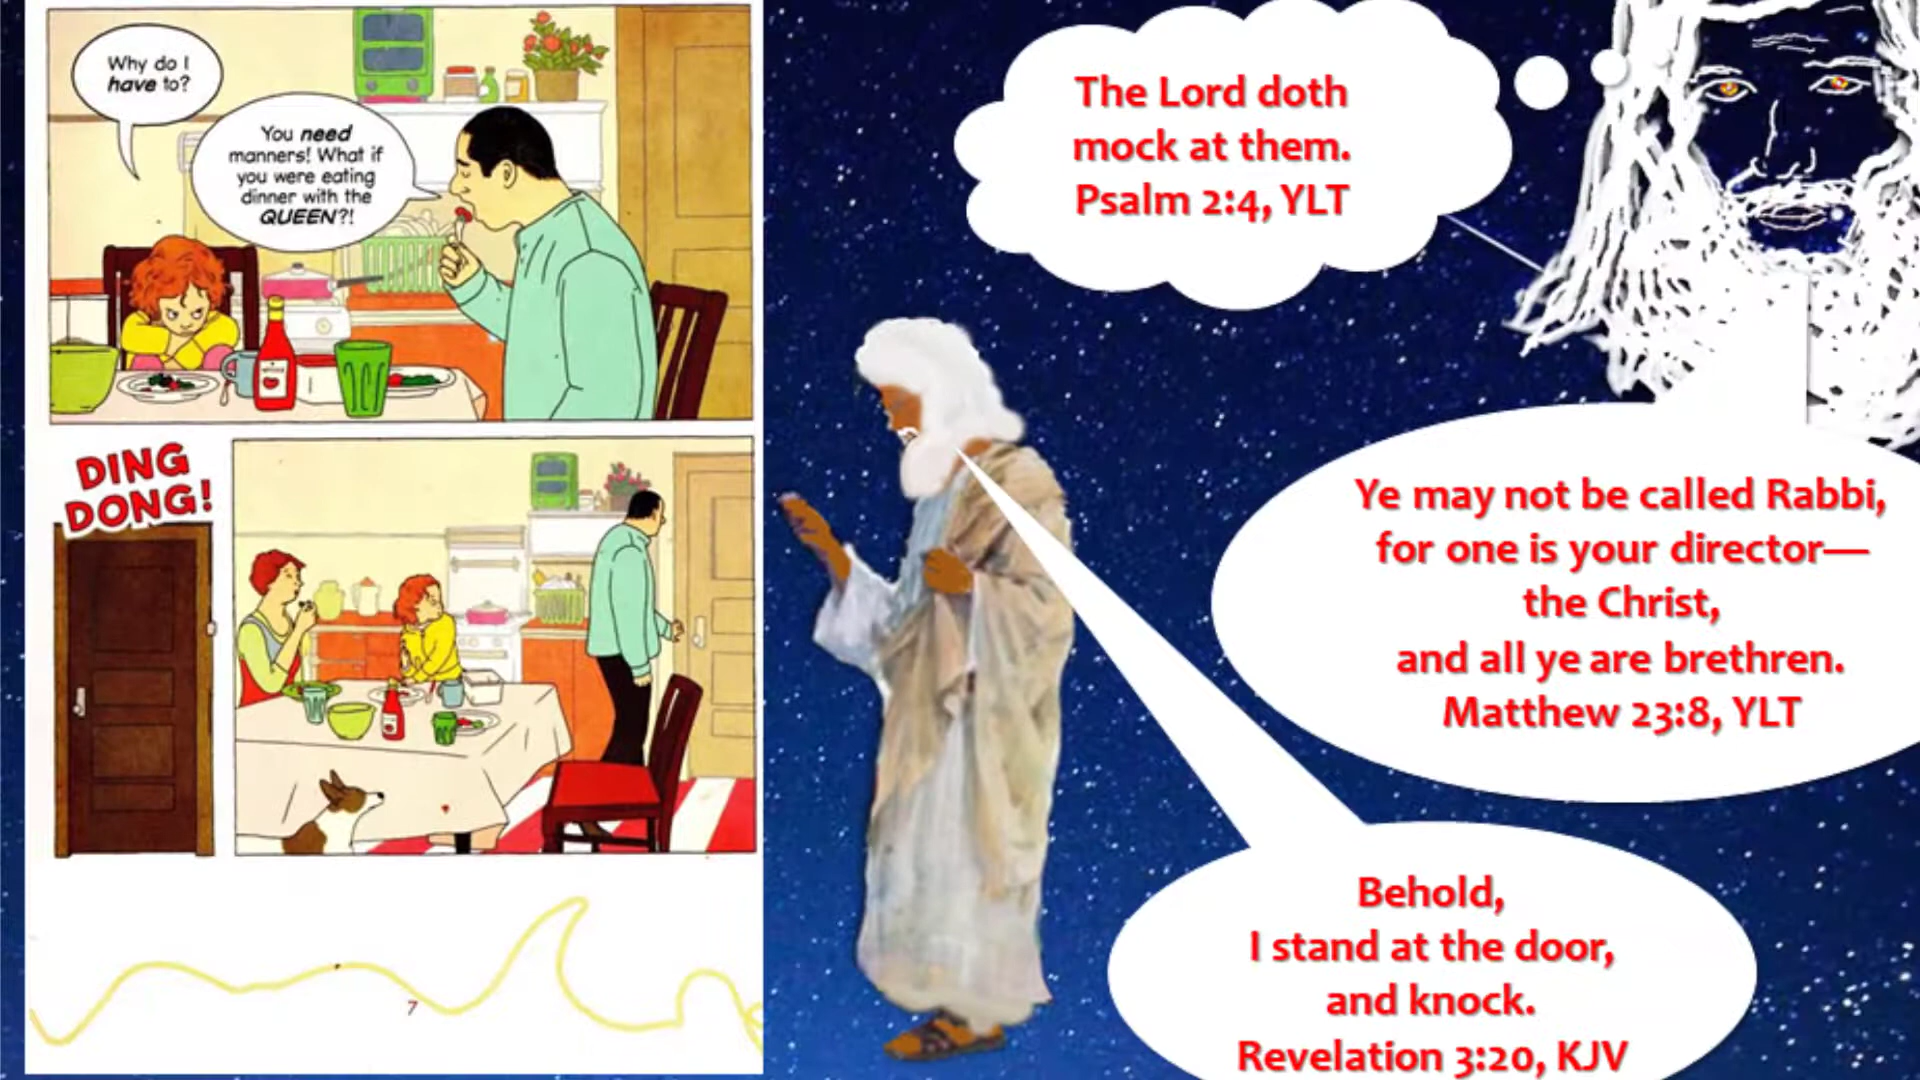 Why do I
have to?
You need
manners! What if
you were eating
dinner with the
QUEEN?!
DING
DONG!
7
The Lord doth
mock at them.
Psalm 2:4, YLT
Ye may not be called Rabbi,
for one is your director—
the Christ,
and all ye are brethren.
Matthew 23:8, YLT
Behold,
I stand at the door,
and knock.
Revelation 3:20, KJV